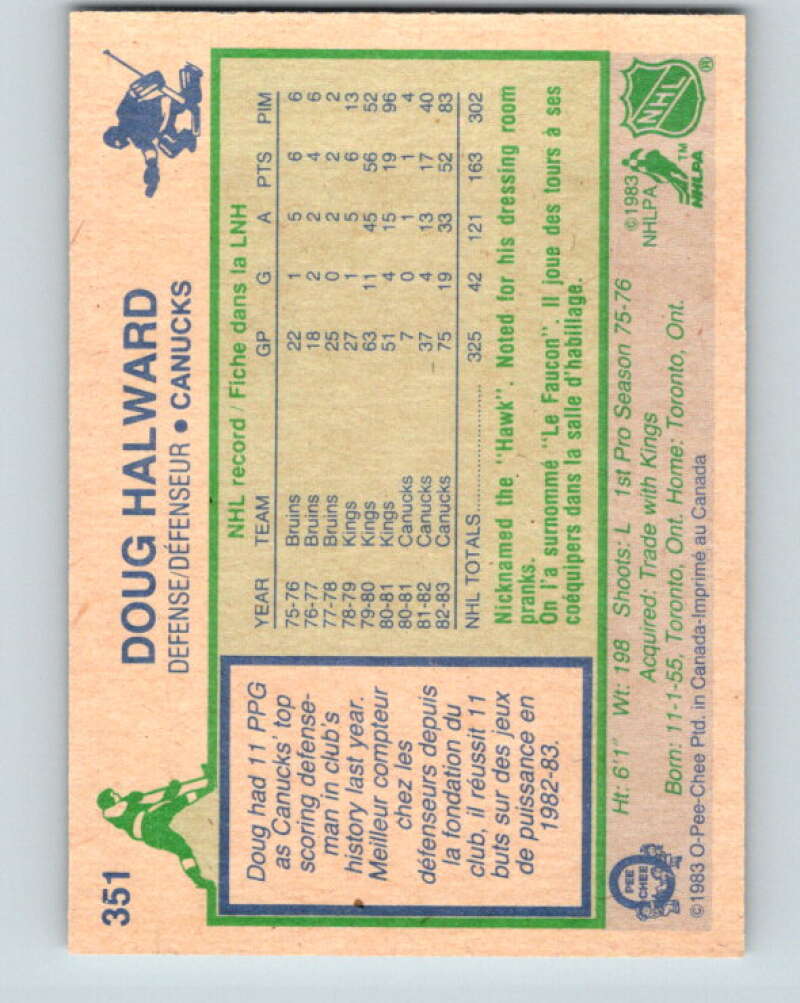 351
DOUG HALWARD
DEFENSE/DÉFENSEUR • CANUCKS
Doug had 11 PPG
as Canucks' top
scoring defense-
man in club's
history last year.
Meilleur compteur
chez les
défenseurs depuis
la fondation du
club, il réussit 11
buts sur des jeux
de puissance en
1982-83.
NHL record / Fiche dans la LNH
YEAR TEAM GP G A PTS PIM
75-76 Bruins 22 1 5 6 6
76-77 Bruins 18 2 2 4 6
77-78 Bruins 25 0 2 2 2
78-79 Kings 27 1 5 6 13
79-80 Kings 63 11 45 56 52
80-81 Kings 51 4 15 19 96
80-81 Canucks 7 0 1 1 4
81-82 Canucks 37 4 13 17 40
82-83 Canucks 75 19 33 52 83
NHL TOTALS.................... 325 42 121 163 302
Nicknamed the "Hawk". Noted for his dressing room
pranks.
On l'a surnommé "Le Faucon". Il joue des tours à ses
coéquipers dans la salle d'habillage.
Ht: 6'1" Wt: 198 Shoots: L 1st Pro Season 75-76
Acquired: Trade with Kings
Born: 11-1-55, Toronto, Ont. Home: Toronto, Ont.
©1983 O-Pee-Chee Ptd. in Canada-Imprimé au Canada
O PEE CHEE
©1983
NHLPA
NHLPA™
NHL®